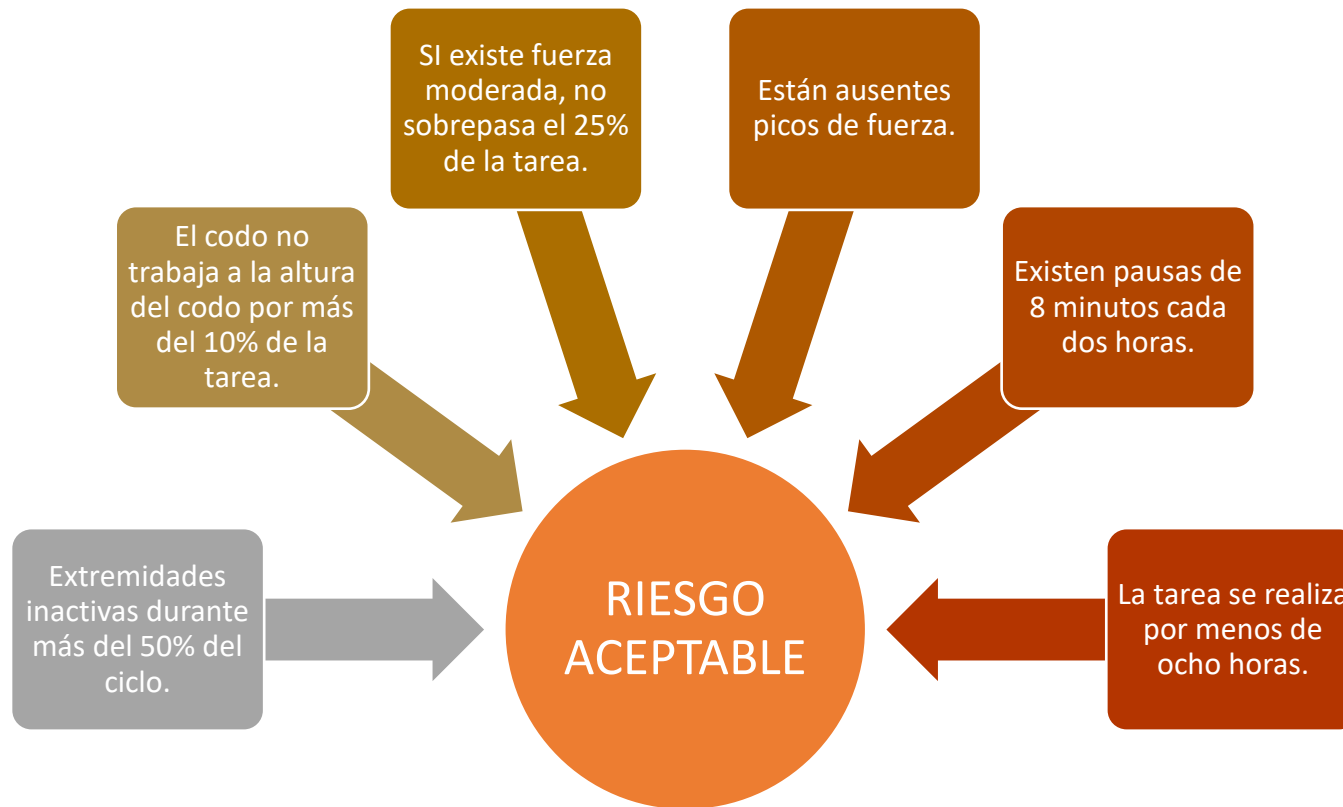 SI existe fuerza
moderada, no
sobrepasa el 25%
de la tarea.
Están ausentes
picos de fuerza.
El codo no
trabaja a la altura
del codo por más
del 10% de la
tarea.
Existen pausas de
8 minutos cada
dos horas.
Extremidades
inactivas durante
más del 50% del
ciclo.
RIESGO
ACEPTABLE
La tarea se realiza
por menos de
ocho horas.